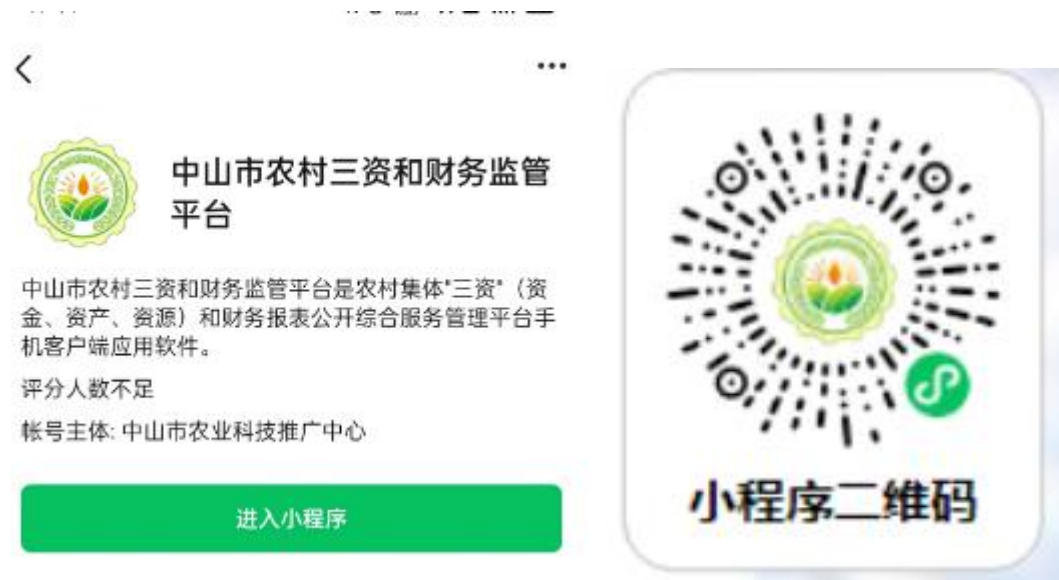 中山市农村三资和财务监管
平台
中山市农村三资和财务监管平台是农村集体"三资"（资
金、资产、资源）和财务报表公开综合服务管理平台手
机客户端应用软件。
评分人数不足
帐号主体: 中山市农业科技推广中心
进入小程序
小程序二维码